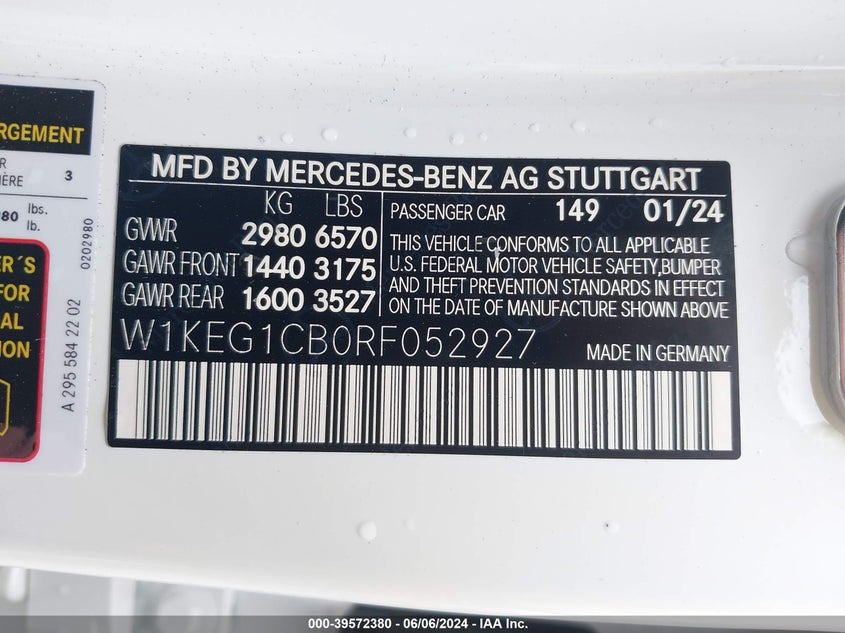 RGEMENT
R
IÈRE 3
980 lbs.
80 lb.
0202980
ER´S
FOR
AL
ION
A 295 584 22 02
MFD BY MERCEDES-BENZ AG STUTTGART
KG LBS
GVWR 2980 6570
GAWR FRONT 1440 3175
GAWR REAR 1600 3527
PASSENGER CAR 149 01/24
THIS VEHICLE CONFORMS TO ALL APPLICABLE
U.S. FEDERAL MOTOR VEHICLE SAFETY,BUMPER
AND THEFT PREVENTION STANDARDS IN EFFECT
ON THE DATE OF MANUFACTURE SHOWN ABOVE
W1KEG1CB0RF052927
MADE IN GERMANY
000-39572380 - 06/06/2024 - IAA Inc.